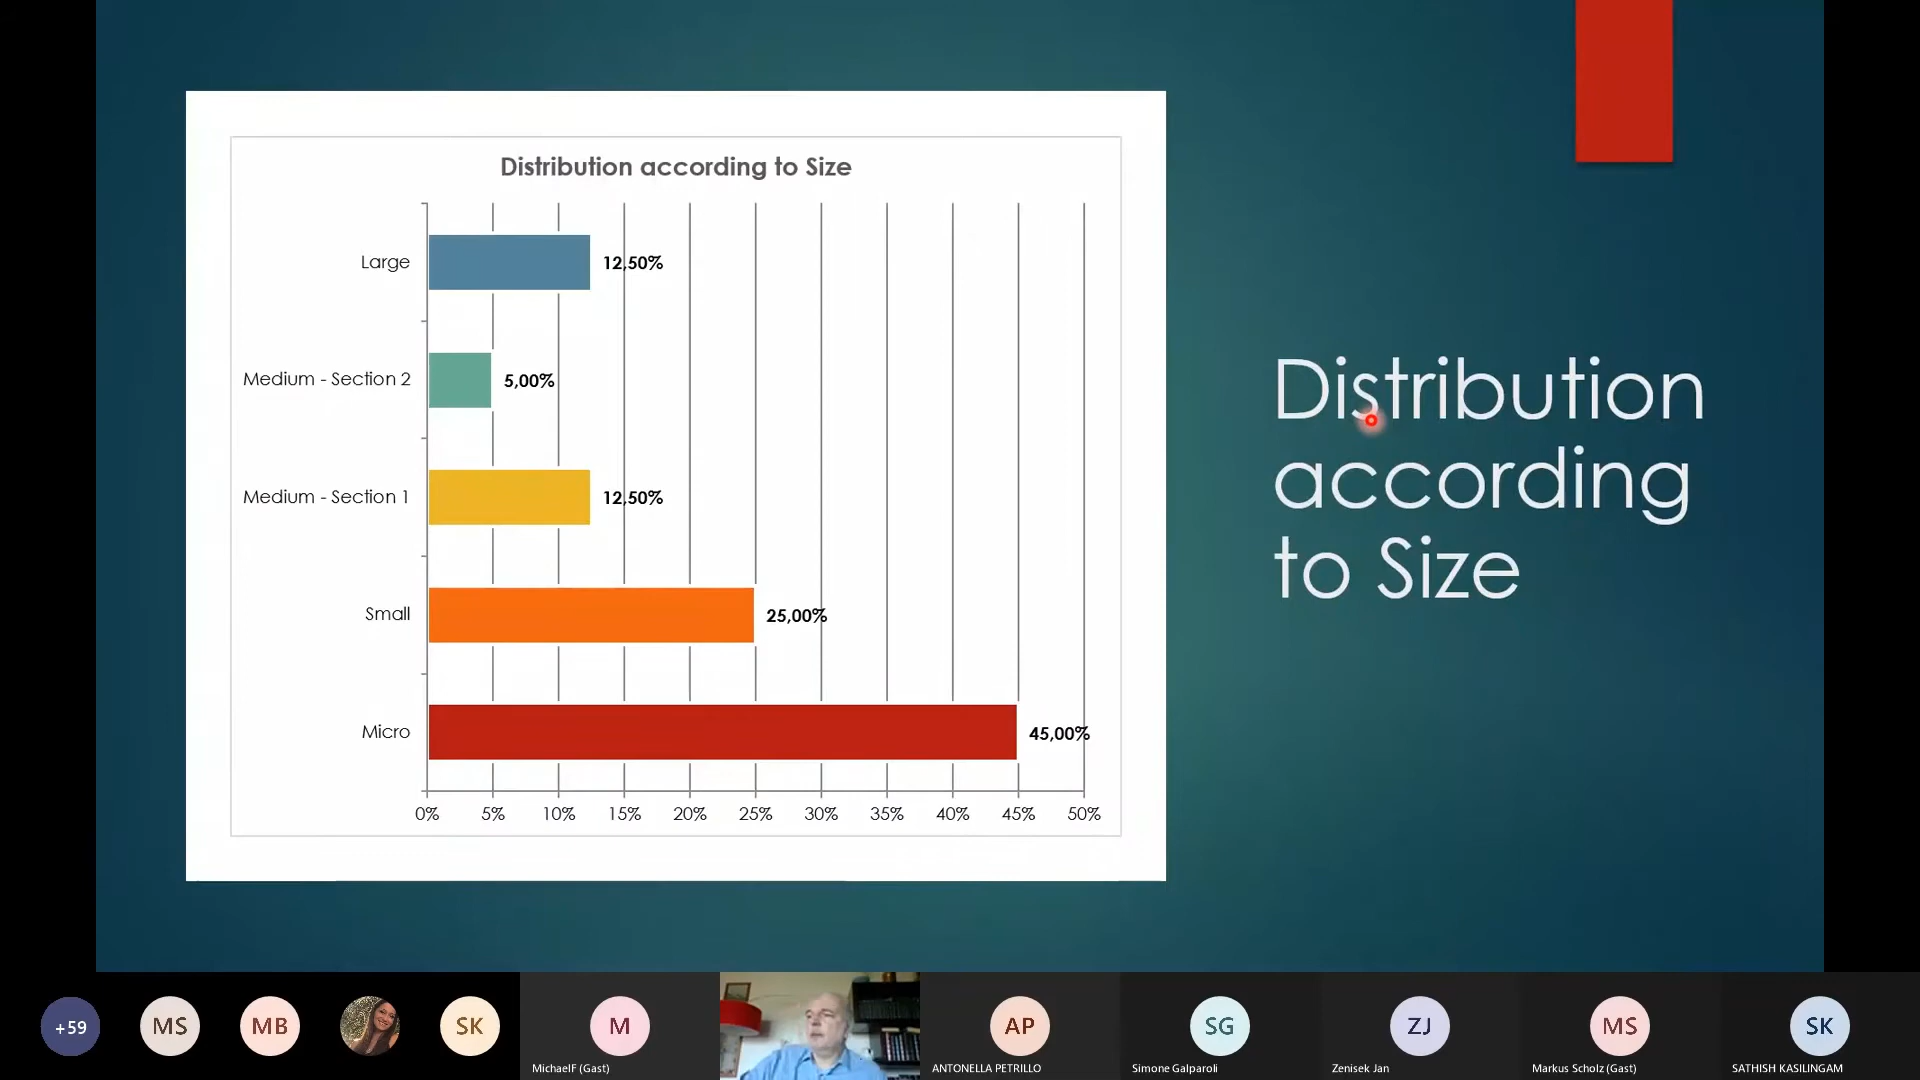 Distribution according to Size
Large
12,50%
Medium - Section 2
5,00%
Medium - Section 1
12,50%
Small
25,00%
Micro
45,00%
0% 5% 10% 15% 20% 25% 30% 35% 40% 45% 50%
Distribution
according
to Size
+59 MS MB SK M AP SG ZJ MS SK
MichaelF (Gast) ANTONELLA PETRILLO Simone Galparoli Zenisek Jan Markus Scholz (Gast) SATHISH KASILINGAM